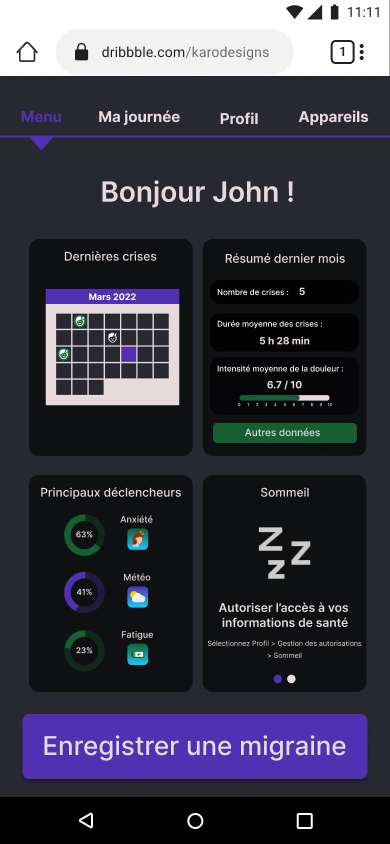 11:11
dribbble.com/karodesigns
1
Menu
Ma journée
Profil
Appareils
Bonjour John !
Dernières crises
Mars 2022
Résumé dernier mois
Nombre de crises : 5
Durée moyenne des crises :
5 h 28 min
Intensité moyenne de la douleur :
6.7 / 10
0 1 2 3 4 5 6 7 8 9 10
Autres données
Principaux déclencheurs
63%
Anxiété
41%
Météo
23%
Fatigue
Sommeil
Z Z Z
Autoriser l'accès à vos
informations de santé
Sélectionnez Profil > Gestion des autorisations
> Sommeil
Enregistrer une migraine